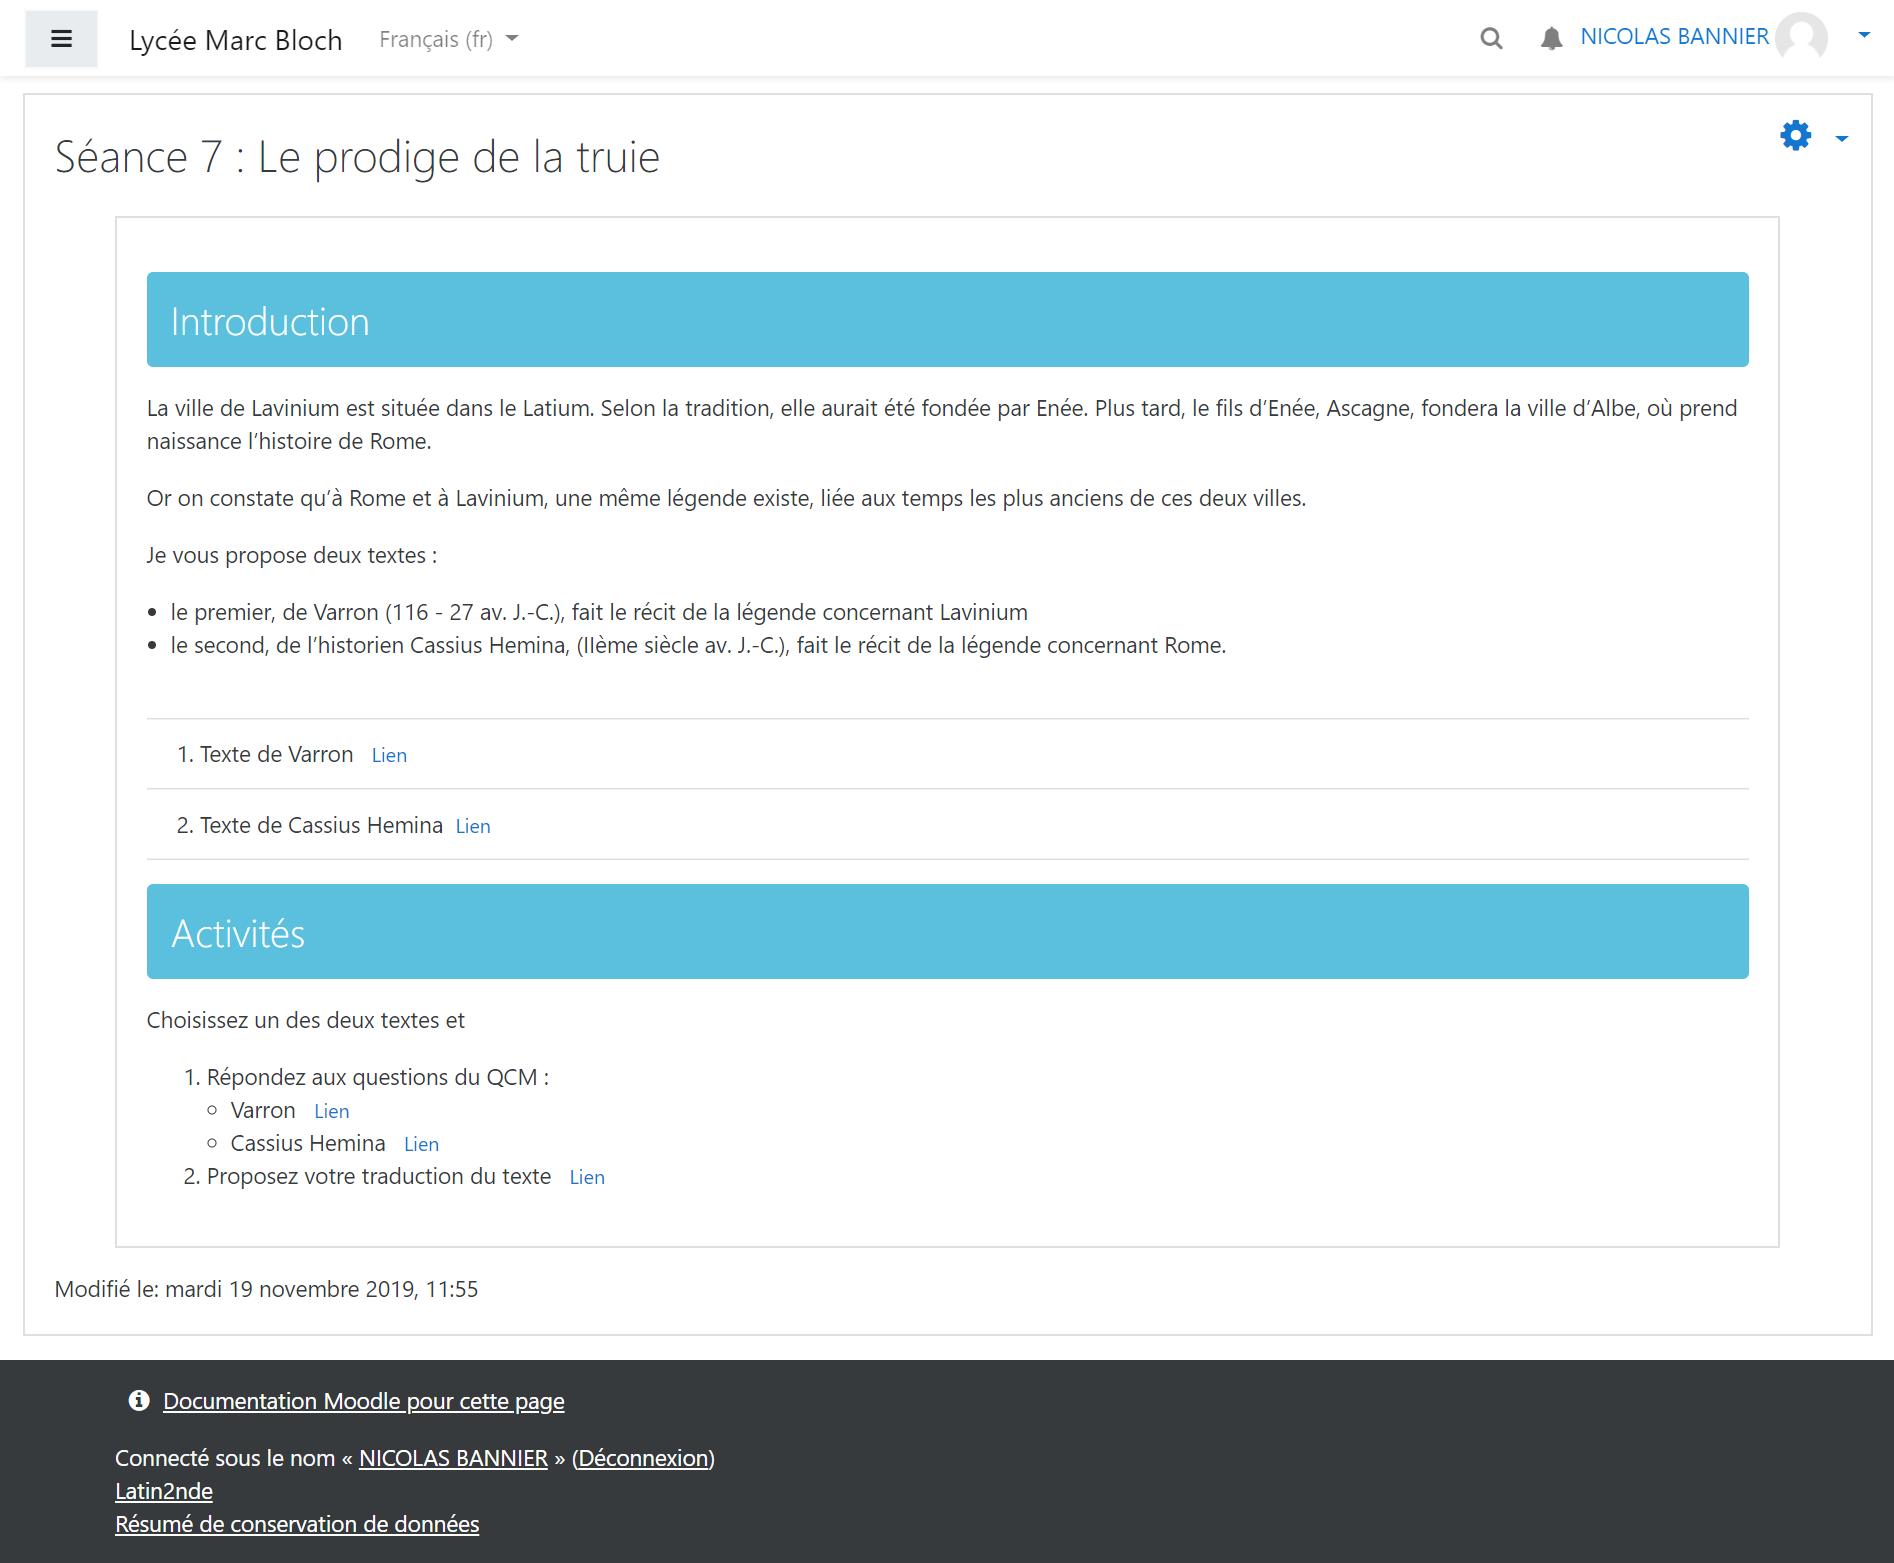 Lycée Marc Bloch Français (fr) NICOLAS BANNIER
Séance 7 : Le prodige de la truie
Introduction
La ville de Lavinium est située dans le Latium. Selon la tradition, elle aurait été fondée par Enée. Plus tard, le fils d’Enée, Ascagne, fondera la ville d’Albe, où prend
naissance l’histoire de Rome.
Or on constate qu’à Rome et à Lavinium, une même légende existe, liée aux temps les plus anciens de ces deux villes.
Je vous propose deux textes :
• le premier, de Varron (116 - 27 av. J.-C.), fait le récit de la légende concernant Lavinium
• le second, de l’historien Cassius Hemina, (IIème siècle av. J.-C.), fait le récit de la légende concernant Rome.
1. Texte de Varron Lien
2. Texte de Cassius Hemina Lien
Activités
Choisissez un des deux textes et
1. Répondez aux questions du QCM :
◦ Varron Lien
◦ Cassius Hemina Lien
2. Proposez votre traduction du texte Lien
Modifié le: mardi 19 novembre 2019, 11:55
Documentation Moodle pour cette page
Connecté sous le nom « NICOLAS BANNIER » (Déconnexion)
Latin2nde
Résumé de conservation de données